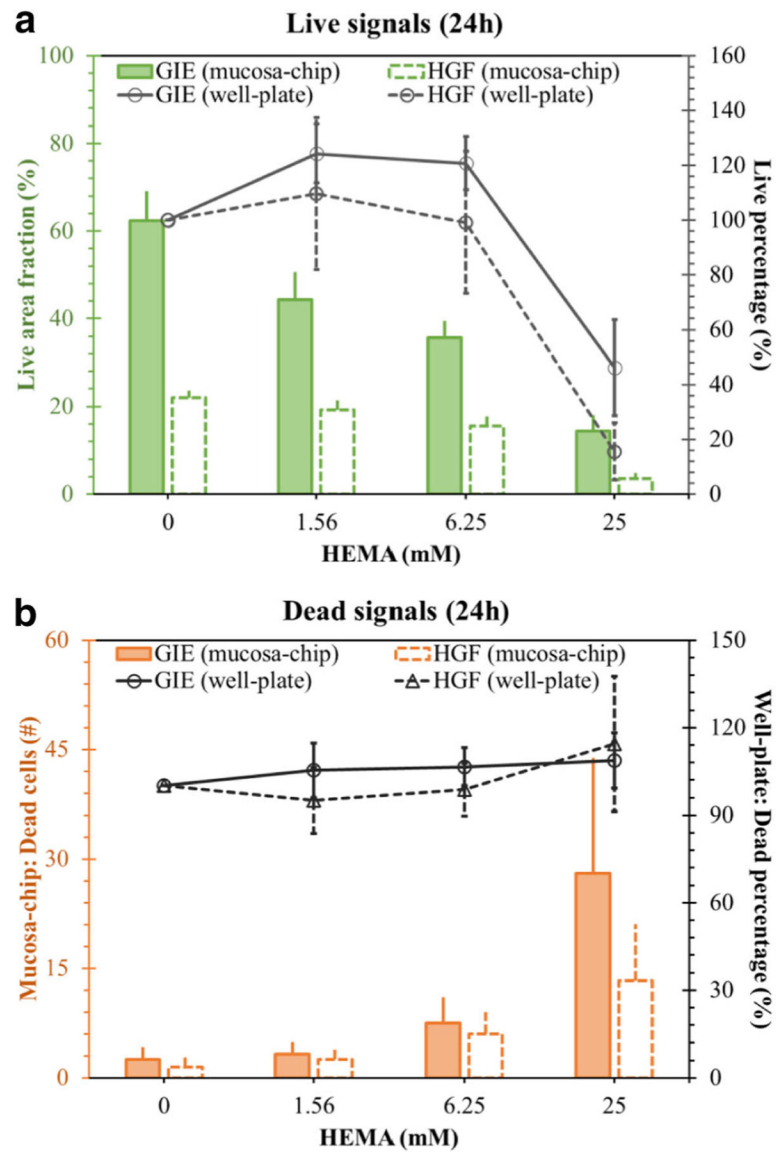 a
Live signals (24h)
GIE (mucosa-chip) HGF (mucosa-chip)
GIE (well-plate) HGF (well-plate)
Live area fraction (%)
100
80
60
40
20
0
Live percentage (%)
160
140
120
100
80
60
40
20
0
0 1.56 6.25 25
HEMA (mM)
b
Dead signals (24h)
GIE (mucosa-chip) HGF (mucosa-chip)
GIE (well-plate) HGF (well-plate)
Mucosa-chip: Dead cells (#)
60
45
30
15
0
Well-plate: Dead percentage (%)
150
120
90
60
30
0
0 1.56 6.25 25
HEMA (mM)